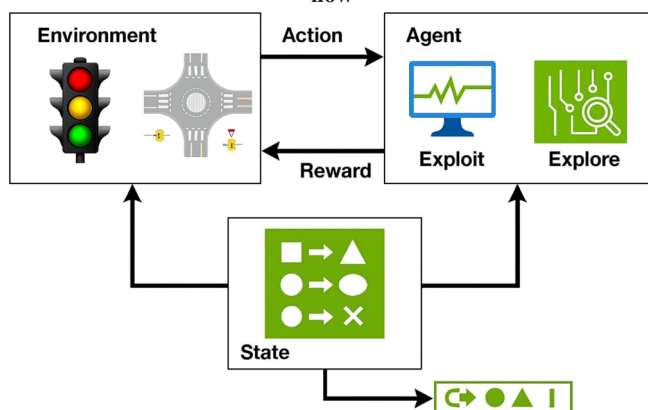 Environment
Action
Agent
Exploit
Explore
Reward
State